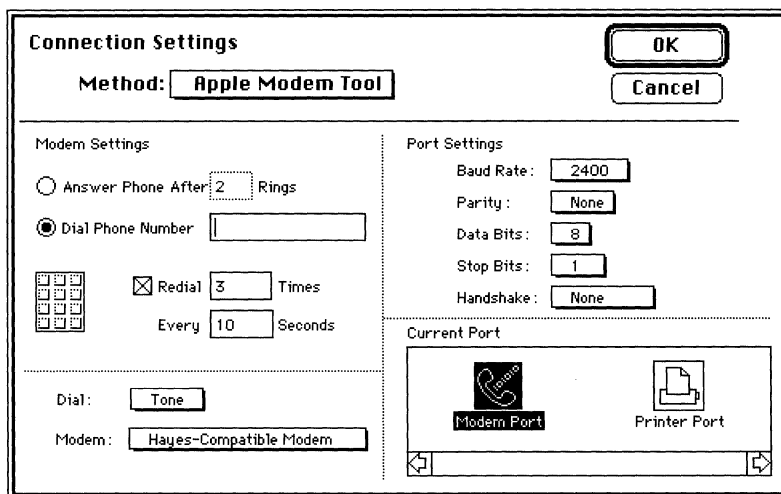 Connection Settings
OK
Method: Apple Modem Tool
Cancel
Modem Settings
Answer Phone After 2 Rings
Dial Phone Number
Redial 3 Times
Every 10 Seconds
Dial: Tone
Modem: Hayes-Compatible Modem
Port Settings
Baud Rate: 2400
Parity: None
Data Bits: 8
Stop Bits: 1
Handshake: None
Current Port
Modem Port
Printer Port